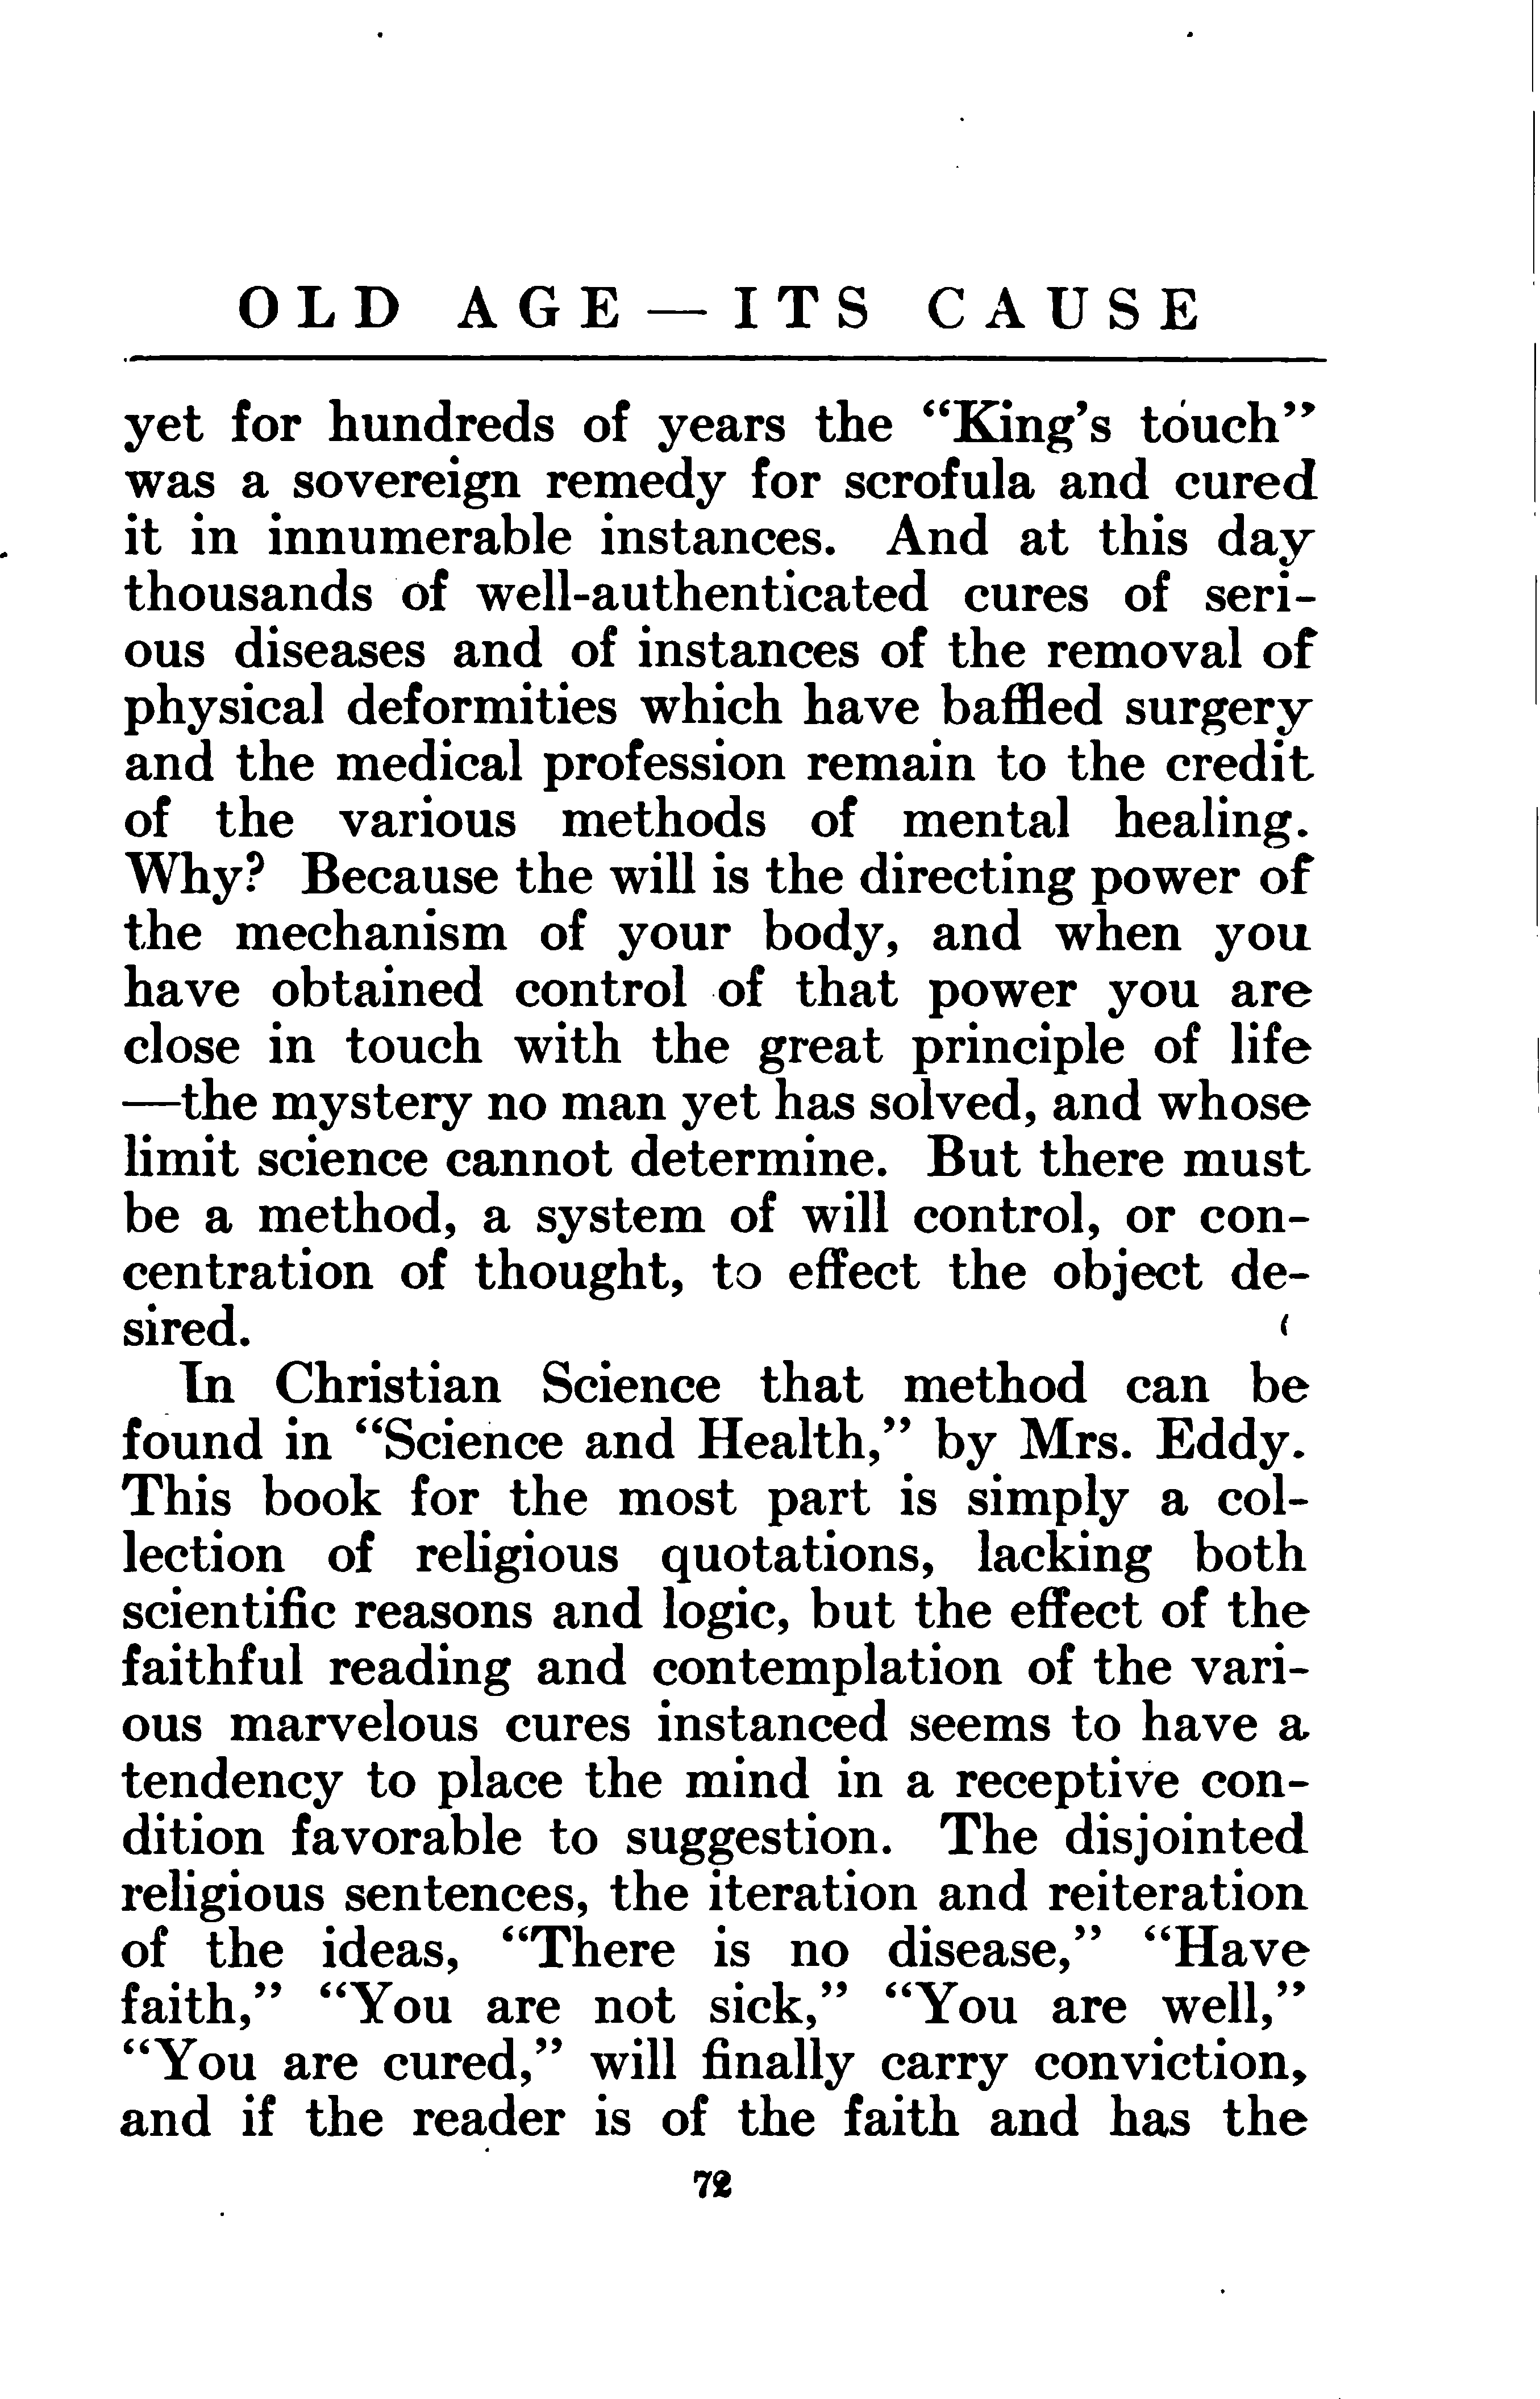 OLD AGE—ITS CAUSE
yet for hundreds of years the “King’s touch”
was a sovereign remedy for scrofula and cured
it in innumerable instances. And at this day
thousands of well-authenticated cures of seri-
ous diseases and of instances of the removal of
physical deformities which have baffled surgery
and the medical profession remain to the credit
of the various methods of mental healing.
Why? Because the will is the directing power of
the mechanism of your body, and when you
have obtained control of that power you are
close in touch with the great principle of life
—the mystery no man yet has solved, and whose
limit science cannot determine. But there must
be a method, a system of will control, or con-
centration of thought, to effect the object de-
sired.
In Christian Science that method can be
found in “Science and Health,” by Mrs. Eddy.
This book for the most part is simply a col-
lection of religious quotations, lacking both
scientific reasons and logic, but the effect of the
faithful reading and contemplation of the vari-
ous marvelous cures instanced seems to have a
tendency to place the mind in a receptive con-
dition favorable to suggestion. The disjointed
religious sentences, the iteration and reiteration
of the ideas, “There is no disease,” “Have
faith,” “You are not sick,” “You are well,”
“You are cured,” will finally carry conviction,
and if the reader is of the faith and has the
72